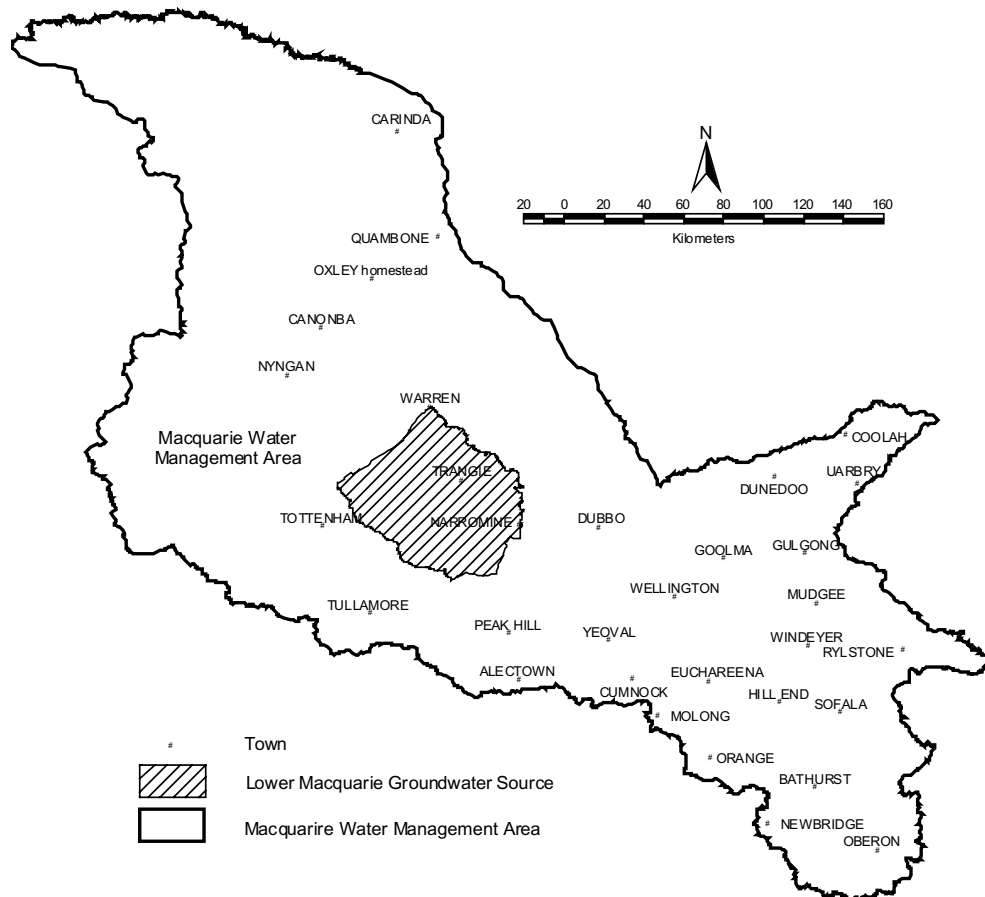 CARINDA
N
20 0 20 40 60 80 100 120 140 160
Kilometers
QUAMBONE
OXLEY homestead
CANONBA
NYNGAN
WARREN
Macquarie Water
Management Area
COOLAH
TRANGIE
UARBRY
DUNEDOO
TOTTENHAM
NARROMINE
DUBBO
GOOLMA
GULGONG
WELLINGTON
MUDGEE
TULLAMORE
PEAK HILL
YEOVAL
WINDEYER
RYLSTONE
ALECTOWN
EUCHAREENA
CUMNOCK
HILL END
SOFALA
MOLONG
ORANGE
BATHURST
NEWBRIDGE
OBERON
Town
Lower Macquarie Groundwater Source
Macquarire Water Management Area